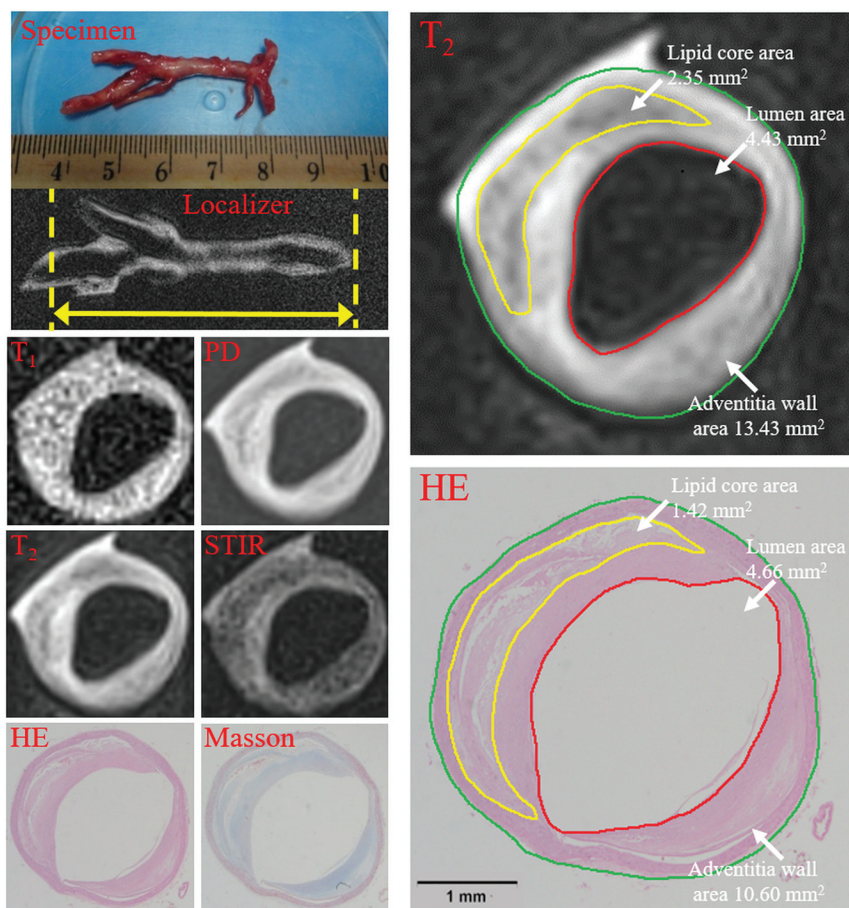 Specimen
4 5 6 7 8 9 10
Localizer
T1
PD
T2
STIR
HE
Masson
T2
Lipid core area
2.35 mm²
Lumen area
4.43 mm²
Adventitia wall
area 13.43 mm²
HE
Lipid core area
1.42 mm²
Lumen area
4.66 mm²
Adventitia wall
area 10.60 mm²
1 mm